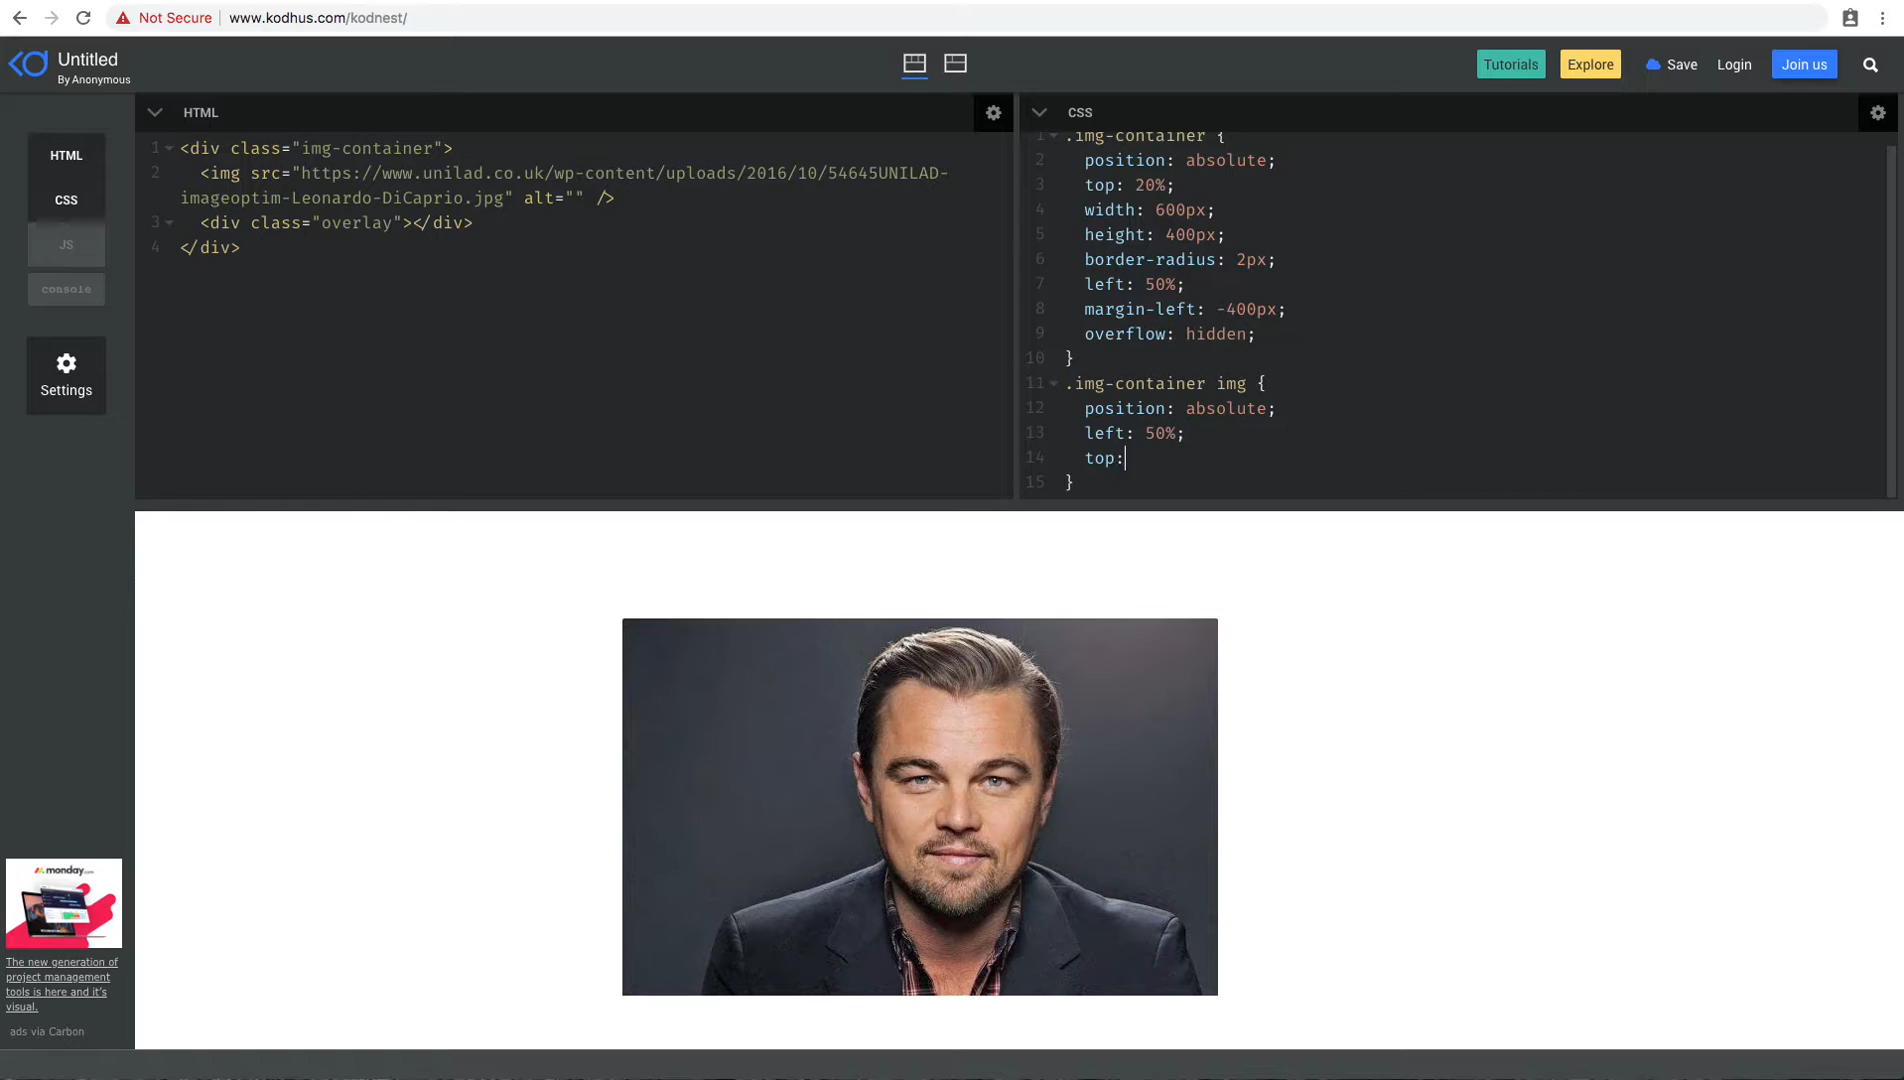 Not Secure
www.kodhus.com/kodnest/
Untitled
By Anonymous
Tutorials
Explore
Save
Login
Join us
HTML
CSS
JS
console
Settings
HTML
1 <div class="img-container">
2 <img src="https://www.unilad.co.uk/wp-content/uploads/2016/10/54645UNILAD-
imageoptim-Leonardo-DiCaprio.jpg" alt="" />
3 <div class="overlay"></div>
4 </div>
CSS
1 .img-container {
2 position: absolute;
3 top: 20%;
4 width: 600px;
5 height: 400px;
6 border-radius: 2px;
7 left: 50%;
8 margin-left: -400px;
9 overflow: hidden;
10 }
11 .img-container img {
12 position: absolute;
13 left: 50%;
14 top:
15 }
monday.com
The new generation of
project management
tools is here and it's
visual.
ads via Carbon